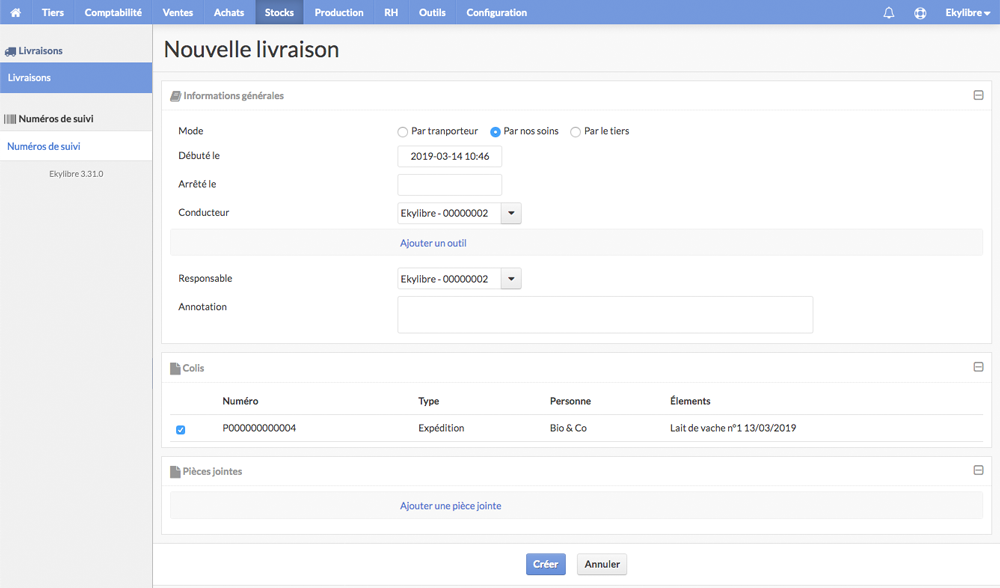 Tiers Comptabilité Ventes Achats Stocks Production RH Outils Configuration Ekylibre
Livraisons
Livraisons
Numéros de suivi
Numéros de suivi
Ekylibre 3.31.0
Nouvelle livraison
Informations générales
Mode Par tranporteur Par nos soins Par le tiers
Débuté le 2019-03-14 10:46
Arrêté le
Conducteur Ekylibre - 00000002
Ajouter un outil
Responsable Ekylibre - 00000002
Annotation
Colis
Numéro Type Personne Élements
P000000000004 Expédition Bio & Co Lait de vache n°1 13/03/2019
Pièces jointes
Ajouter une pièce jointe
Créer Annuler